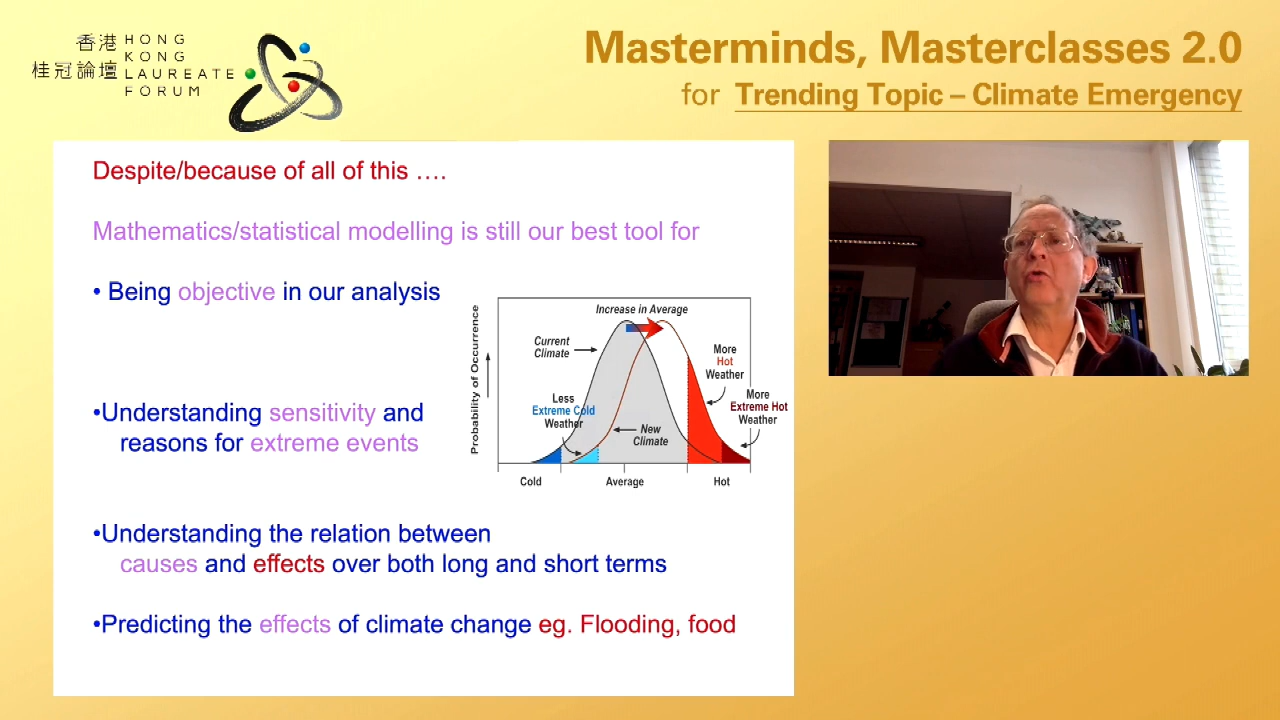 香港
桂冠論壇
HONG
KONG
LAUREATE
FORUM
Masterminds, Masterclasses 2.0
for Trending Topic – Climate Emergency
Despite/because of all of this ….
Mathematics/statistical modelling is still our best tool for
• Being objective in our analysis
•Understanding sensitivity and
reasons for extreme events
Probability of Occurrence
Increase in Average
Current
Climate
More
Hot
Weather
Less
Extreme Cold
Weather
More
Extreme Hot
Weather
New
Climate
Cold
Average
Hot
•Understanding the relation between
causes and effects over both long and short terms
•Predicting the effects of climate change eg. Flooding, food